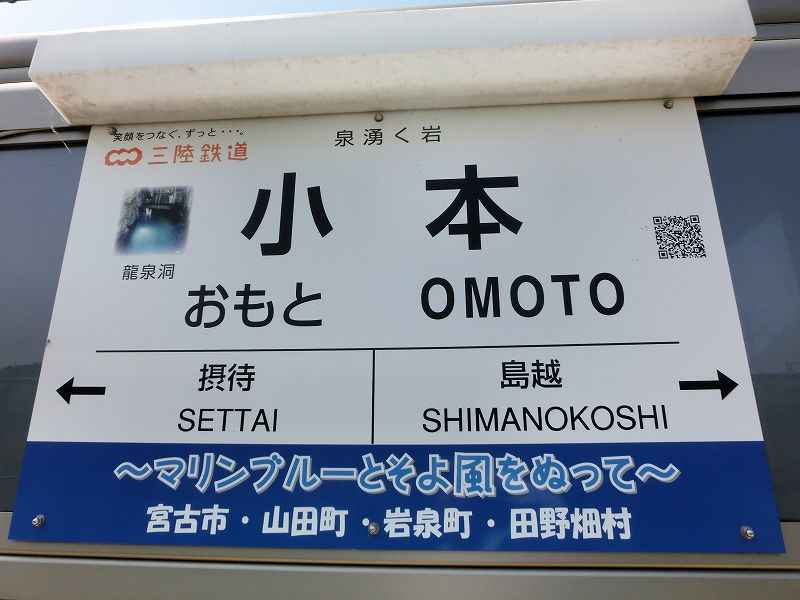 笑顔をつなぐ、ずっと・・・。
三陸鉄道
泉湧く岩
小本
龍泉洞
おもと OMOTO
摂待 島越
SETTAI SHIMANOKOSHI
～マリンブルーとそよ風をぬって～
宮古市・山田町・岩泉町・田野畑村